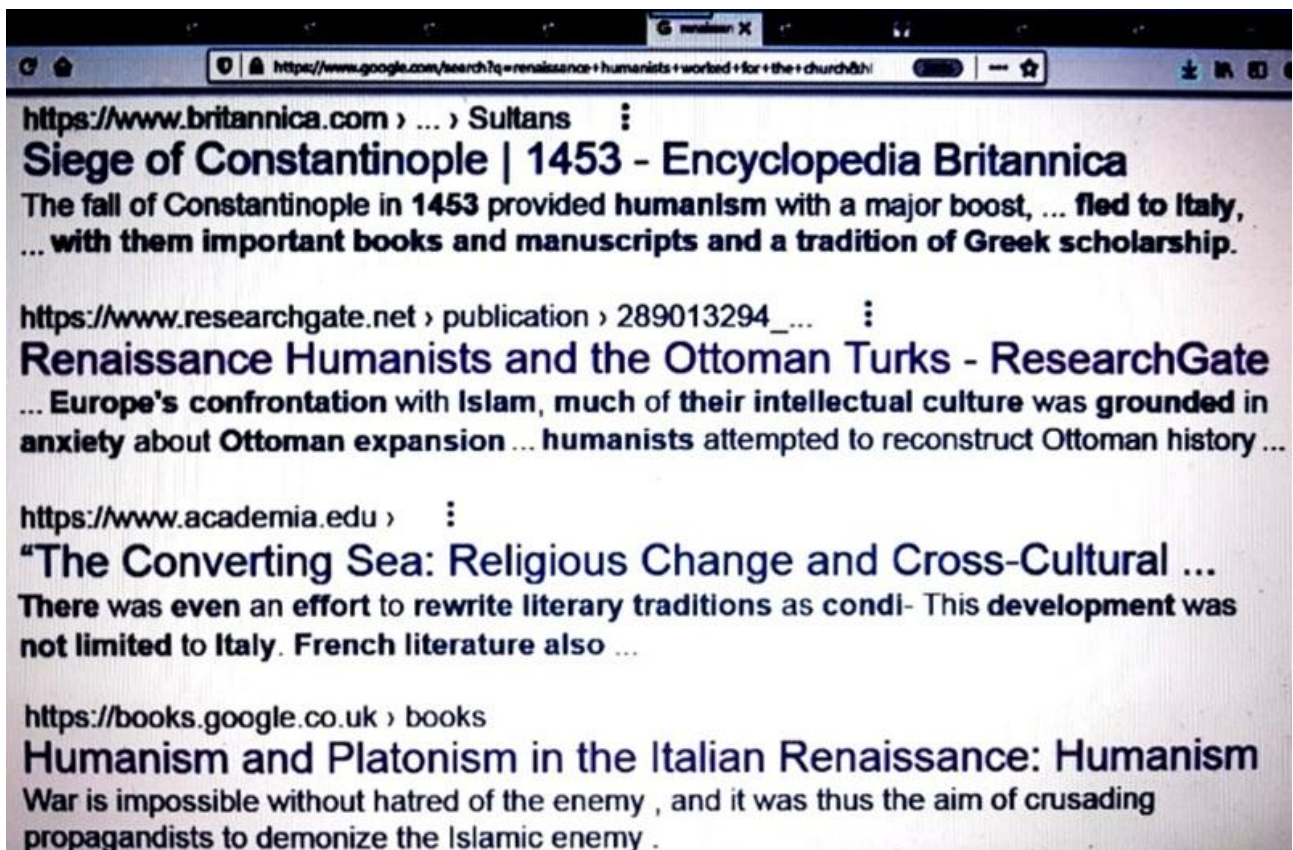 https://www.google.com/search?q=renaissance+humanists+worked+for+the+church&hl
https://www.britannica.com › ... › Sultans
Siege of Constantinople | 1453 - Encyclopedia Britannica
The fall of Constantinople in 1453 provided humanism with a major boost, ... fled to Italy,
... with them important books and manuscripts and a tradition of Greek scholarship.
https://www.researchgate.net › publication › 289013294_...
Renaissance Humanists and the Ottoman Turks - ResearchGate
... Europe's confrontation with Islam, much of their intellectual culture was grounded in
anxiety about Ottoman expansion ... humanists attempted to reconstruct Ottoman history ...
https://www.academia.edu ›
“The Converting Sea: Religious Change and Cross-Cultural ...
There was even an effort to rewrite literary traditions as condi- This development was
not limited to Italy. French literature also ...
https://books.google.co.uk › books
Humanism and Platonism in the Italian Renaissance: Humanism
War is impossible without hatred of the enemy , and it was thus the aim of crusading
propagandists to demonize the Islamic enemy .